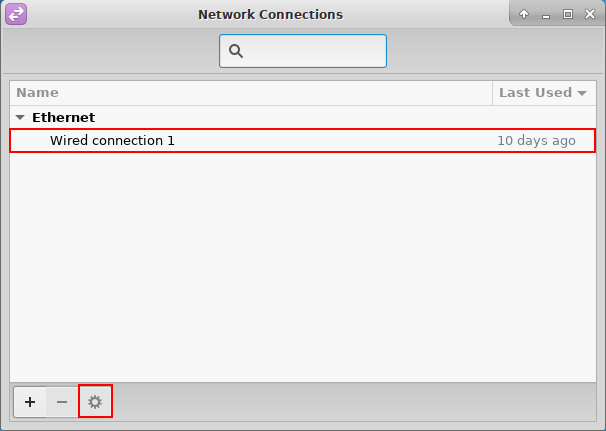 Network Connections
Name Last Used
Ethernet
Wired connection 1 10 days ago